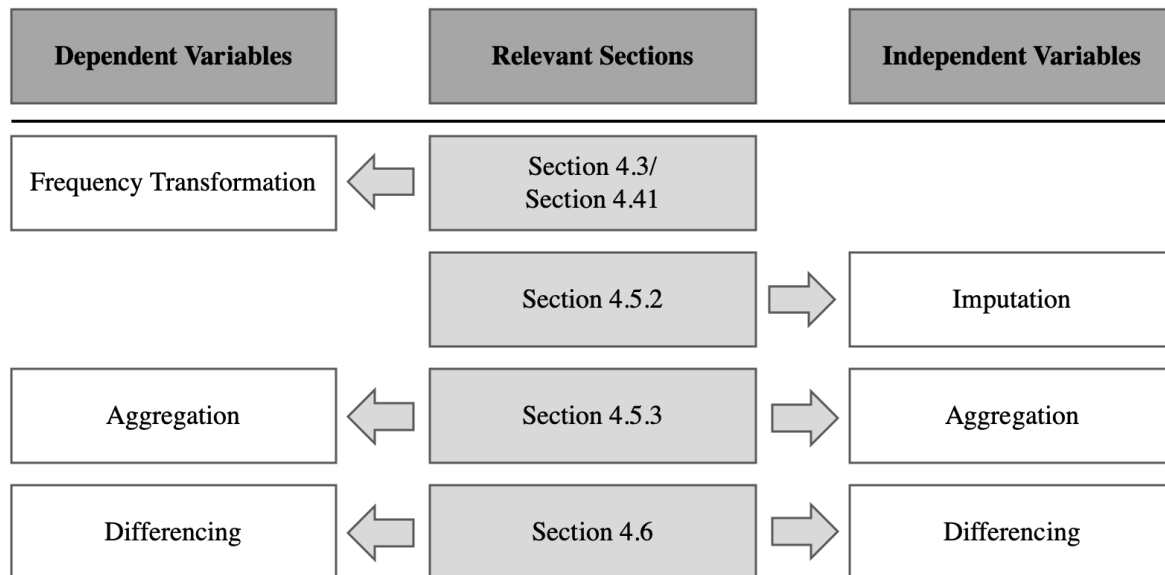 Dependent Variables
Relevant Sections
Independent Variables
Frequency Transformation
Section 4.3/
Section 4.41
Section 4.5.2
Imputation
Aggregation
Section 4.5.3
Aggregation
Differencing
Section 4.6
Differencing